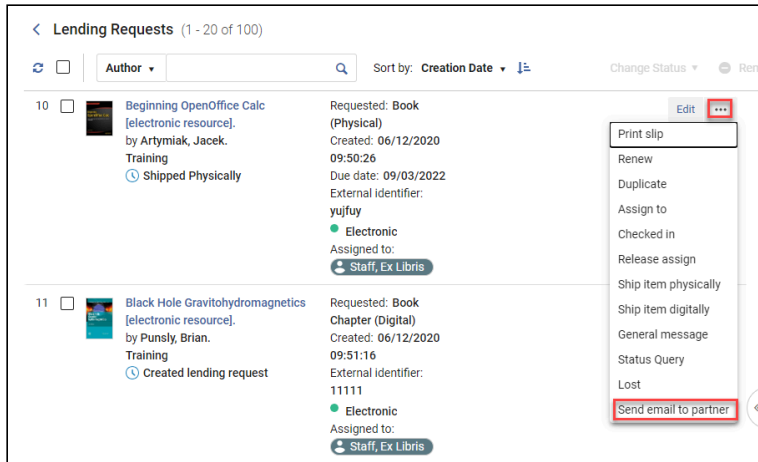 Lending Requests (1 - 20 of 100)
Author
Sort by: Creation Date
Change Status
Ren
10
Beginning OpenOffice Calc
[electronic resource].
by Artymiak, Jacek.
Training
Shipped Physically
Requested: Book
(Physical)
Created: 06/12/2020
09:50:26
Due date: 09/03/2022
External identifier:
yujfuy
Electronic
Assigned to:
Staff, Ex Libris
Edit
Print slip
Renew
Duplicate
Assign to
Checked in
Release assign
Ship item physically
Ship item digitally
General message
Status Query
Lost
Send email to partner
11
Black Hole Gravitohydromagnetics
[electronic resource].
by Punsly, Brian.
Training
Created lending request
Requested: Book
Chapter (Digital)
Created: 06/12/2020
09:51:16
External identifier:
11111
Electronic
Assigned to:
Staff, Ex Libris